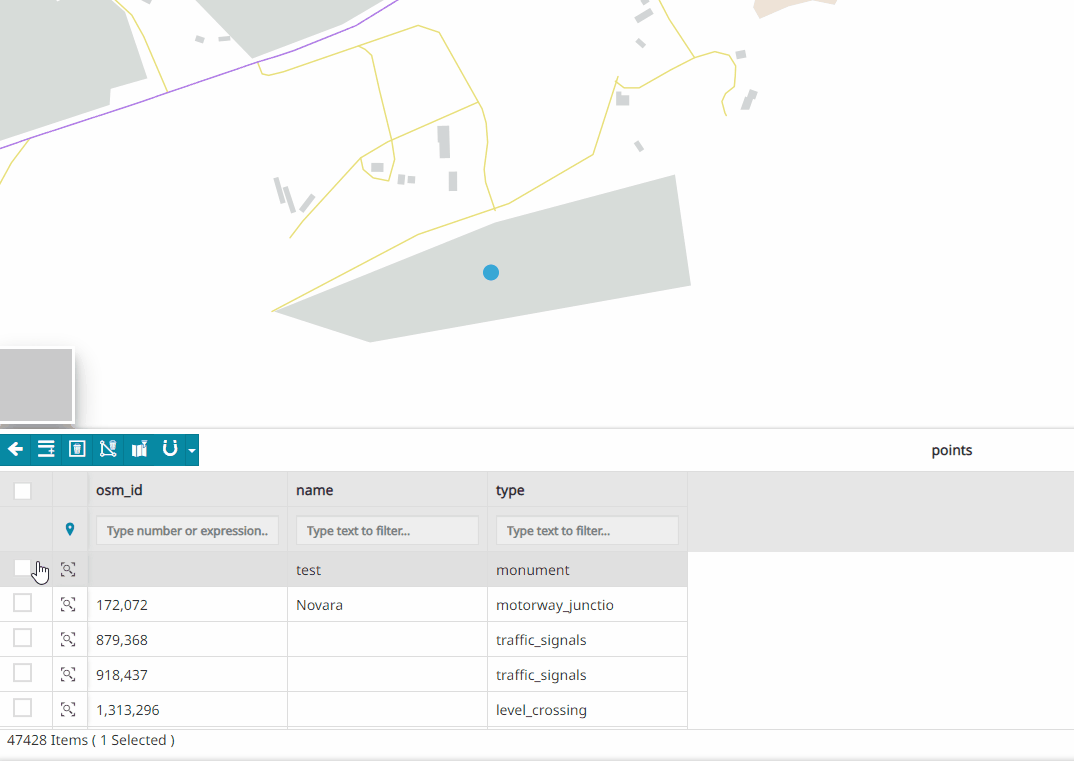 points
osm_id name type
Type number or expression.. Type text to filter... Type text to filter...
test monument
172,072 Novara motorway_junctio
879,368 traffic_signals
918,437 traffic_signals
1,313,296 level_crossing
47428 Items ( 1 Selected )